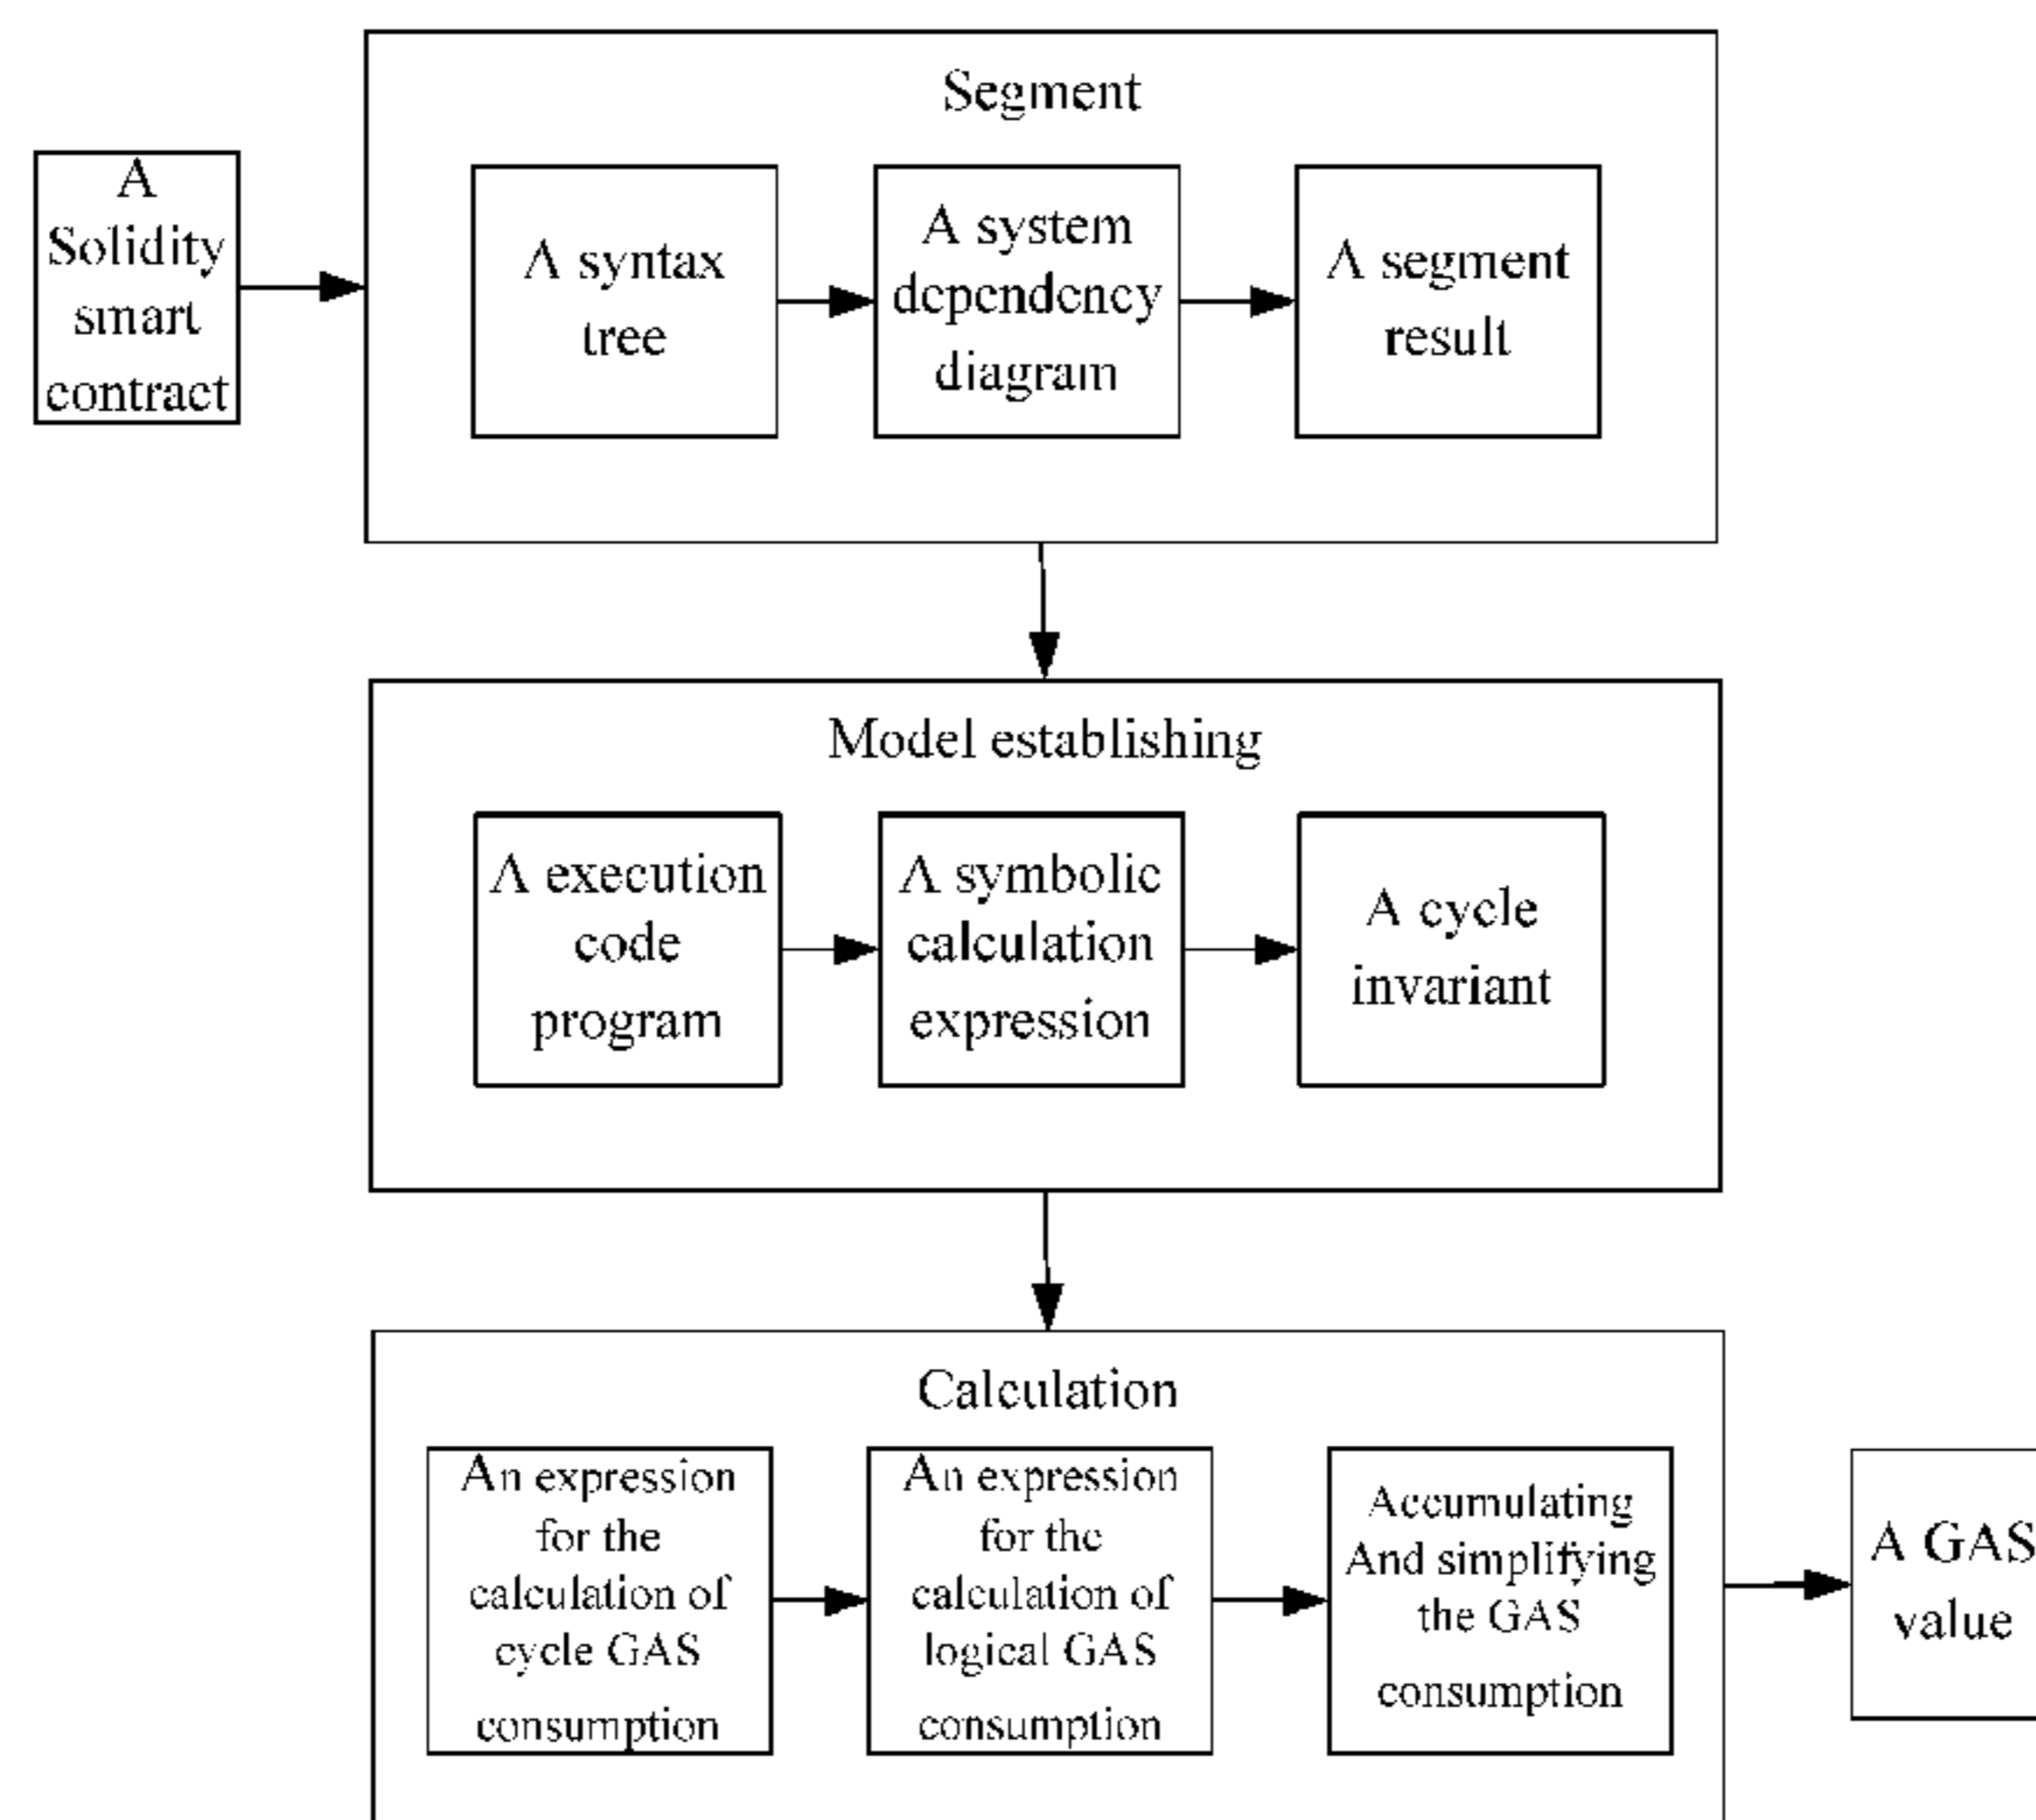 Segment
A
Solidity
smart
contract
A syntax
tree
A system
dependency
diagram
A segment
result
Model establishing
A execution
code
program
A symbolic
calculation
expression
A cycle
invariant
Calculation
An expression
for the
calculation of
cycle GAS
consumption
An expression
for the
calculation of
logical GAS
consumption
Accumulating
And simplifying
the GAS
consumption
A GAS
value